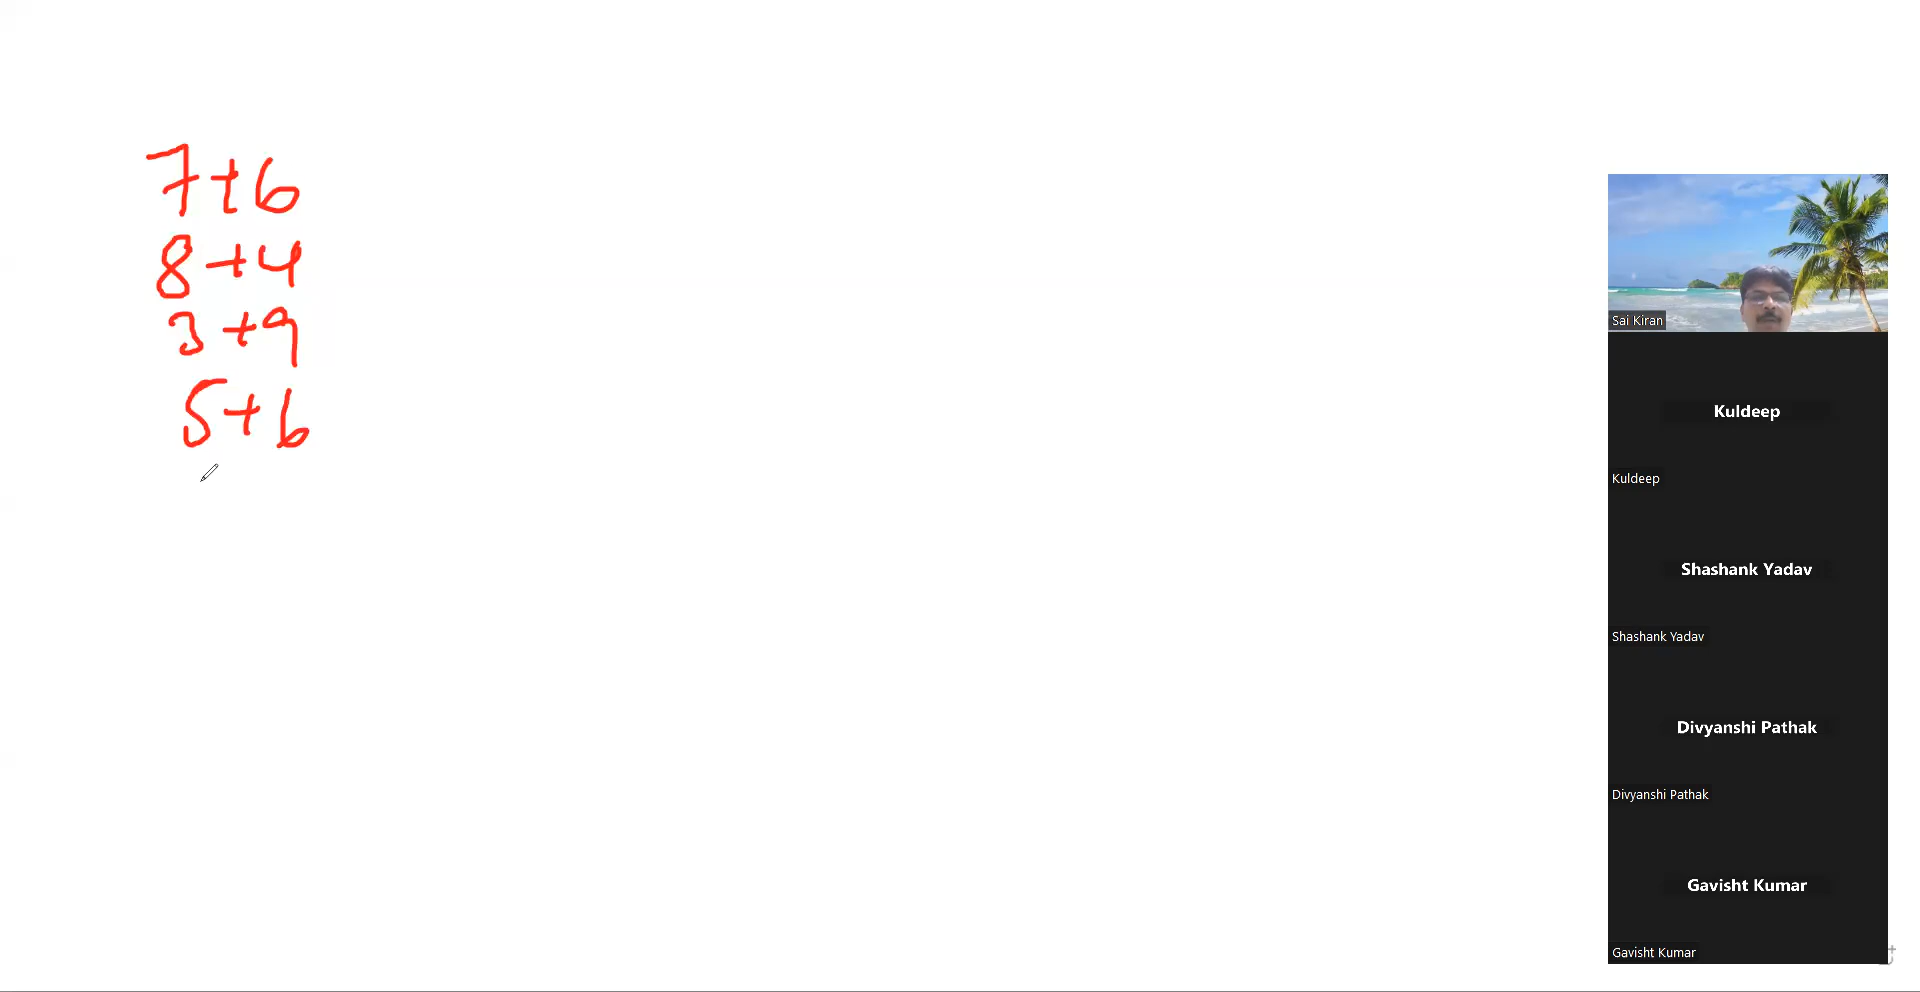 7+6
8+4
3+9
5+6
Sai Kiran
Kuldeep
Kuldeep
Shashank Yadav
Shashank Yadav
Divyanshi Pathak
Divyanshi Pathak
Gavisht Kumar
Gavisht Kumar